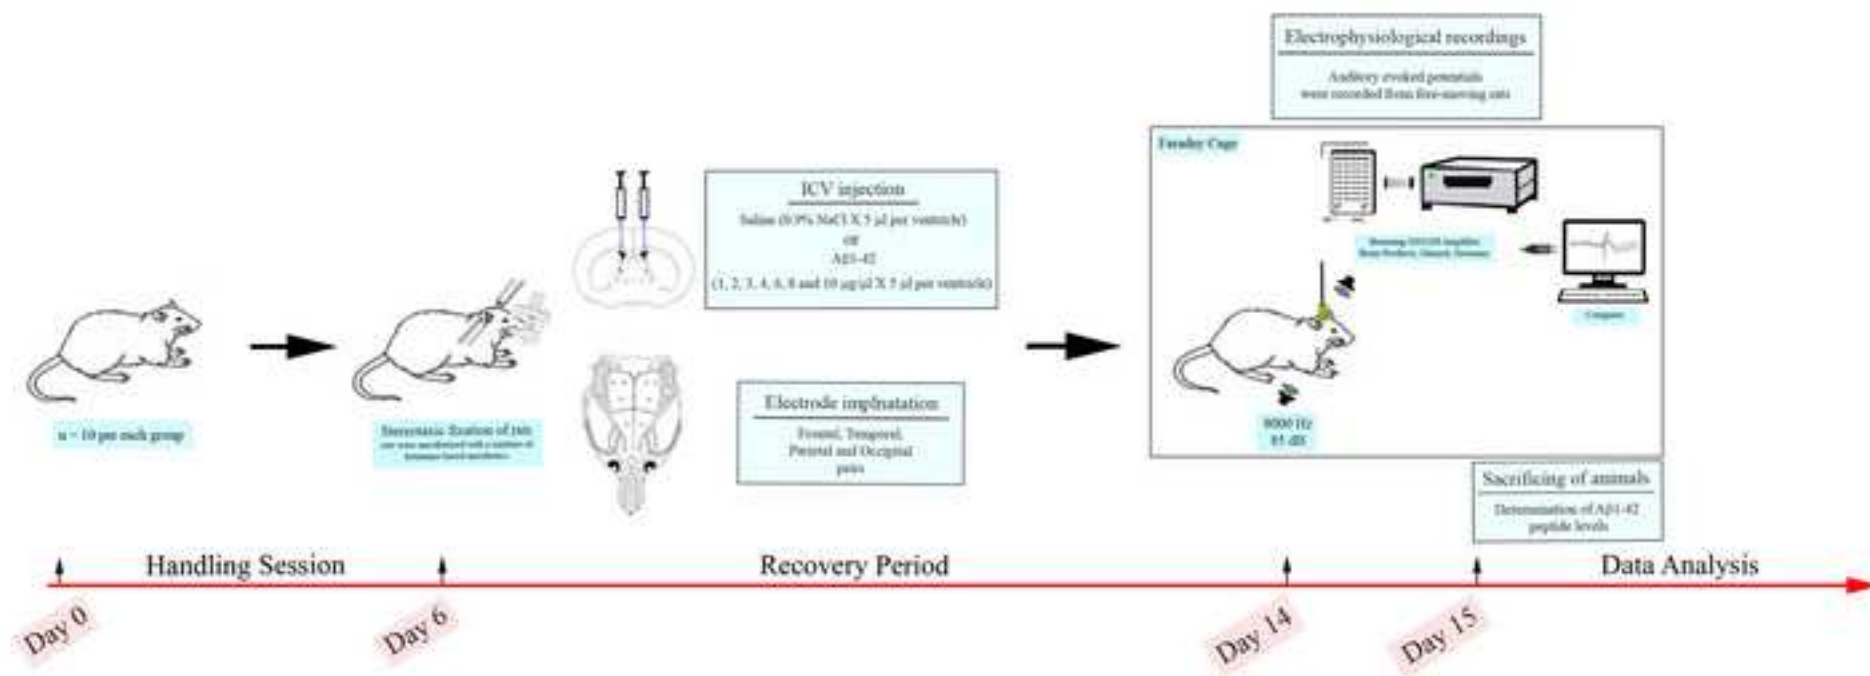 Electrophysiological recordings
Auditory evoked potentials
were recorded from free-moving rats
Faraday Cage
ICV injection
Saline (0.9% NaCl X 5 µl per ventricle)
or
Aβ1-42
(1, 2, 3, 4, 6, 8 and 10 µg/µl X 5 µl per ventricle)
Computer
n = 10 per each group
Stereotaxic fixation of rats
Electrode implnatation
Frontal, Temporal,
Parietal and Occipital
pairs
8000 Hz
85 dB
Sacrificing of animals
Determination of Aβ1-42
peptide levels
Handling Session
Recovery Period
Data Analysis
Day 0
Day 6
Day 14
Day 15